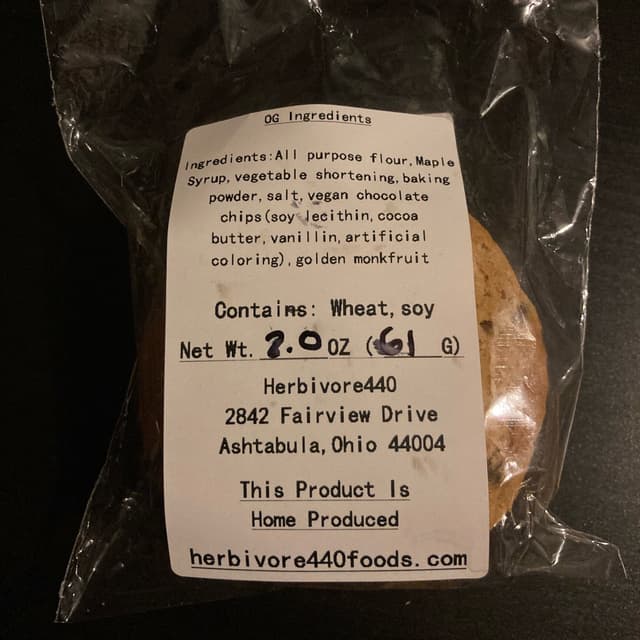 OG Ingredients
Ingredients:All purpose flour,Maple
Syrup,vegetable shortening,baking
powder,salt,vegan chocolate
chips(soy lecithin,cocoa
butter,vanillin,artificial
coloring),golden monkfruit
Contains: Wheat,soy
Net Wt. 2.0 OZ (61 G)
Herbivore440
2842 Fairview Drive
Ashtabula,Ohio 44004
This Product Is
Home Produced
herbivore440foods.com